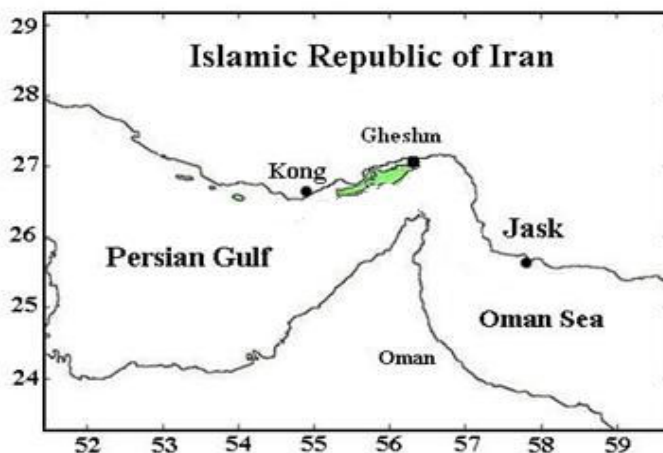 29
Islamic Republic of Iran
28
Gheshm
27
Kong
26
Jask
Persian Gulf
25
Oman Sea
Oman
24
52 53 54 55 56 57 58 59